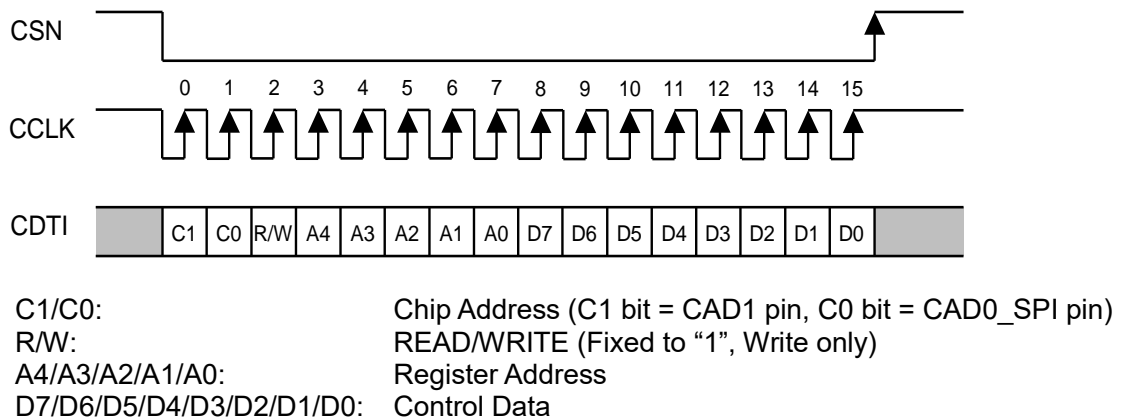 CSN
0 1 2 3 4 5 6 7 8 9 10 11 12 13 14 15
CCLK
CDTI
C1 C0 R/W A4 A3 A2 A1 A0 D7 D6 D5 D4 D3 D2 D1 D0
C1/C0: Chip Address (C1 bit = CAD1 pin, C0 bit = CAD0_SPI pin)
R/W: READ/WRITE (Fixed to “1”, Write only)
A4/A3/A2/A1/A0: Register Address
D7/D6/D5/D4/D3/D2/D1/D0: Control Data